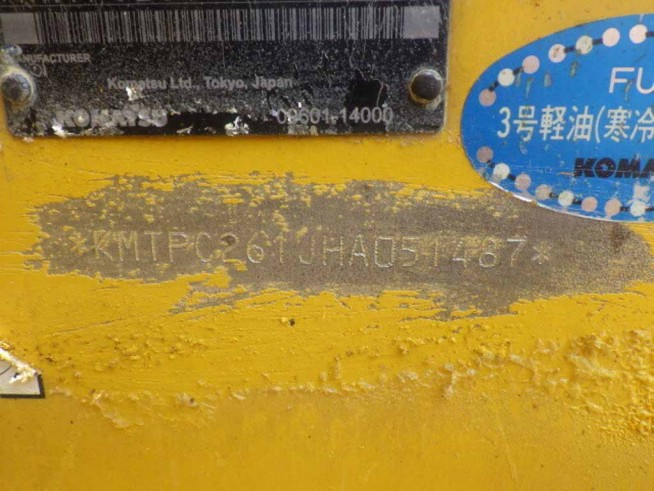 MANUFACTURER
Komatsu Ltd., Tokyo, Japan
KOMATSU 09601-14000
FU
3号軽油(寒冷
KOMA
*KMTPC261JHA051487*